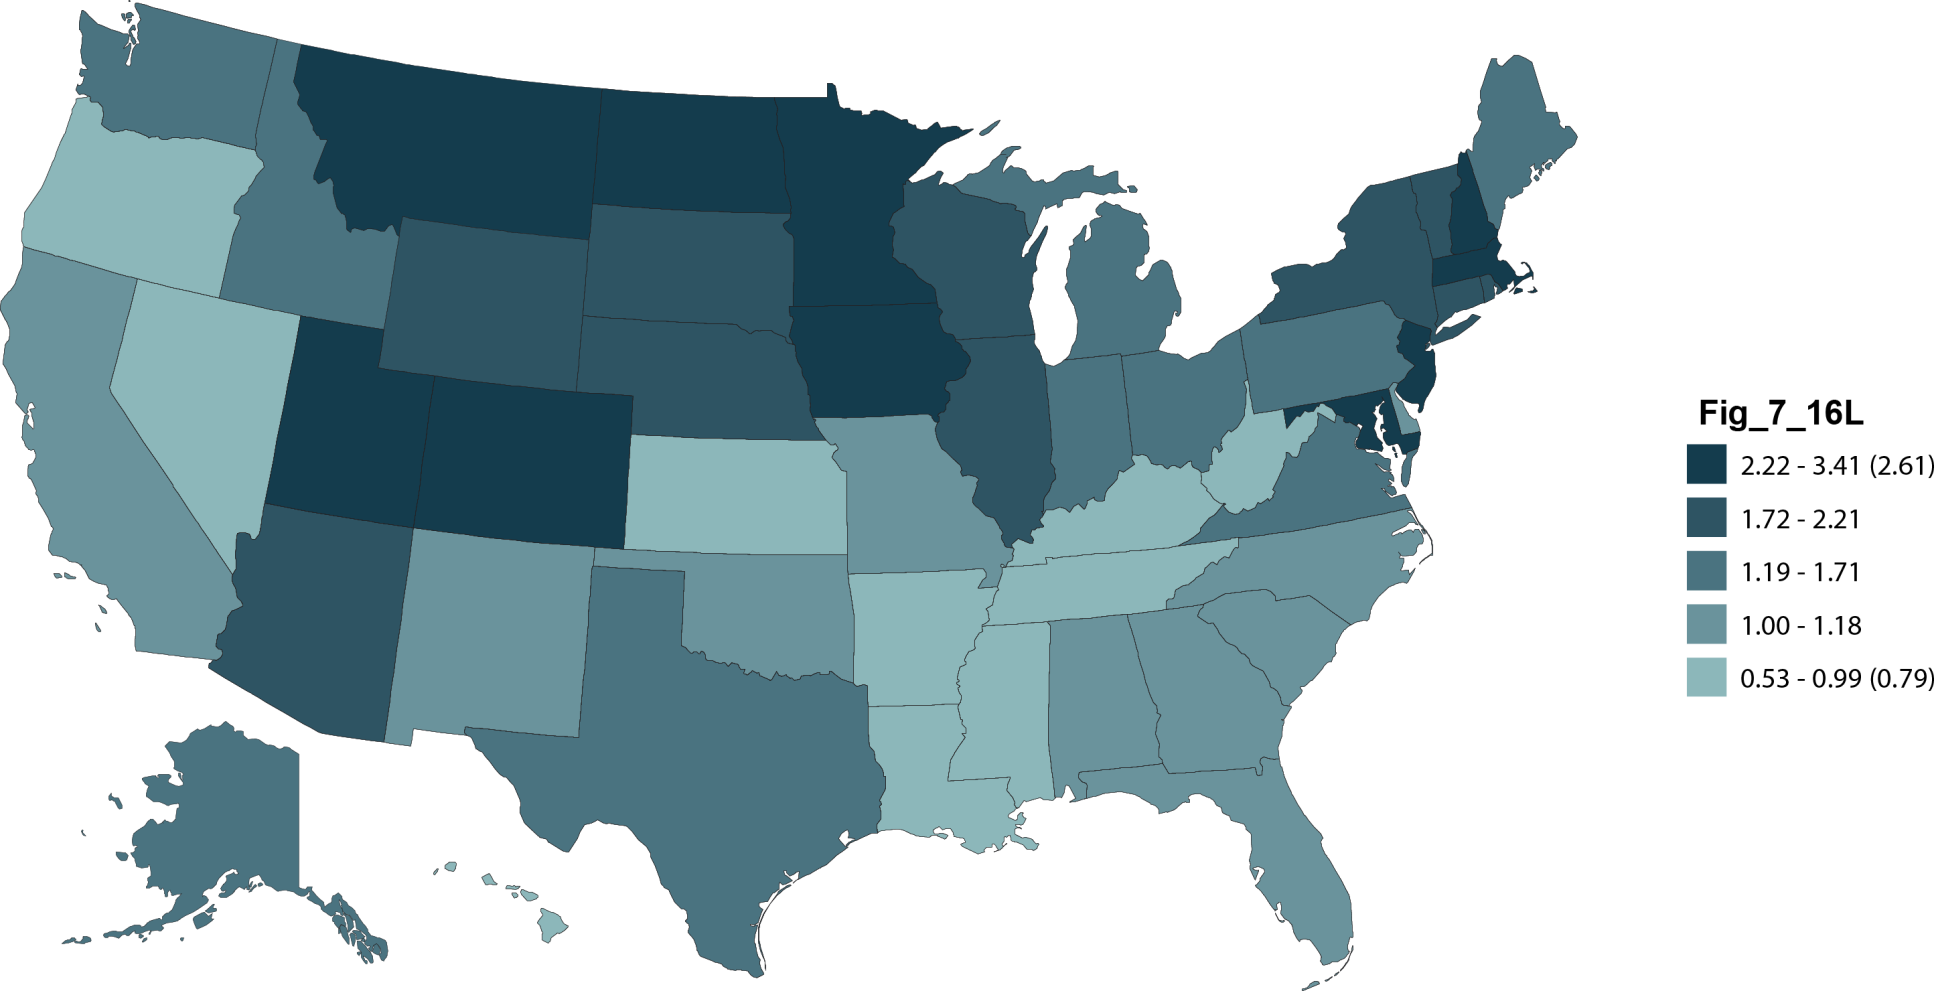 Fig_7_16L
2.22 - 3.41 (2.61)
1.72 - 2.21
1.19 - 1.71
1.00 - 1.18
0.53 - 0.99 (0.79)